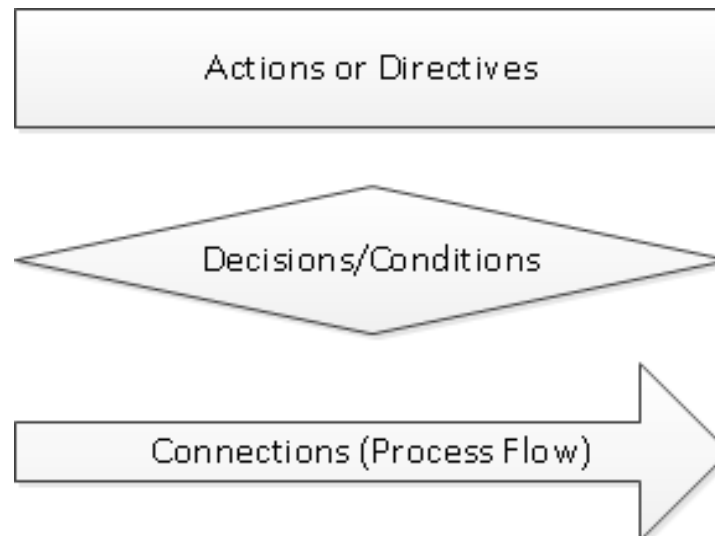 Actions or Directives
Decisions/Conditions
Connections (Process Flow)